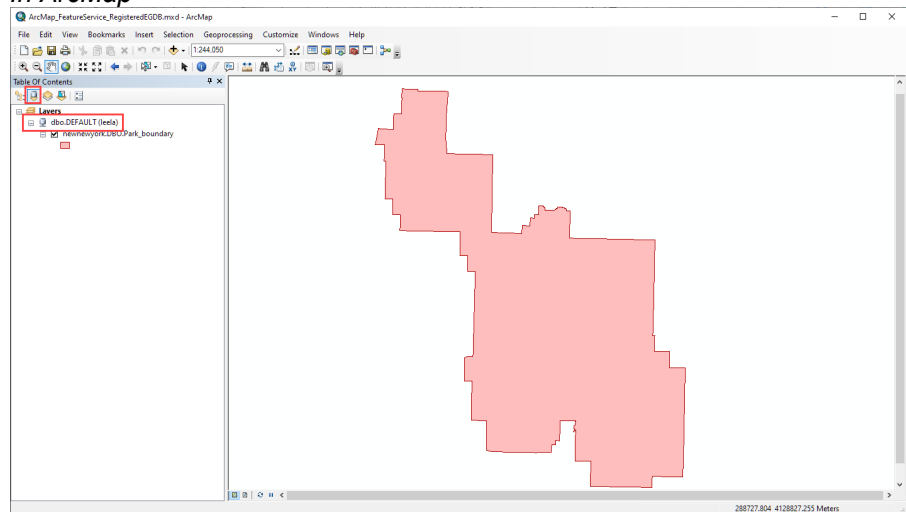 In ArcMap
ArcMap_FeatureService_RegisteredEGDB.mxd - ArcMap
File Edit View Bookmarks Insert Selection Geoprocessing Customize Windows Help
1:244.050
Table Of Contents
Layers
dbo.DEFAULT (leela)
newnewyork.DBO.Park_boundary
288727.804 4128827.255 Meters